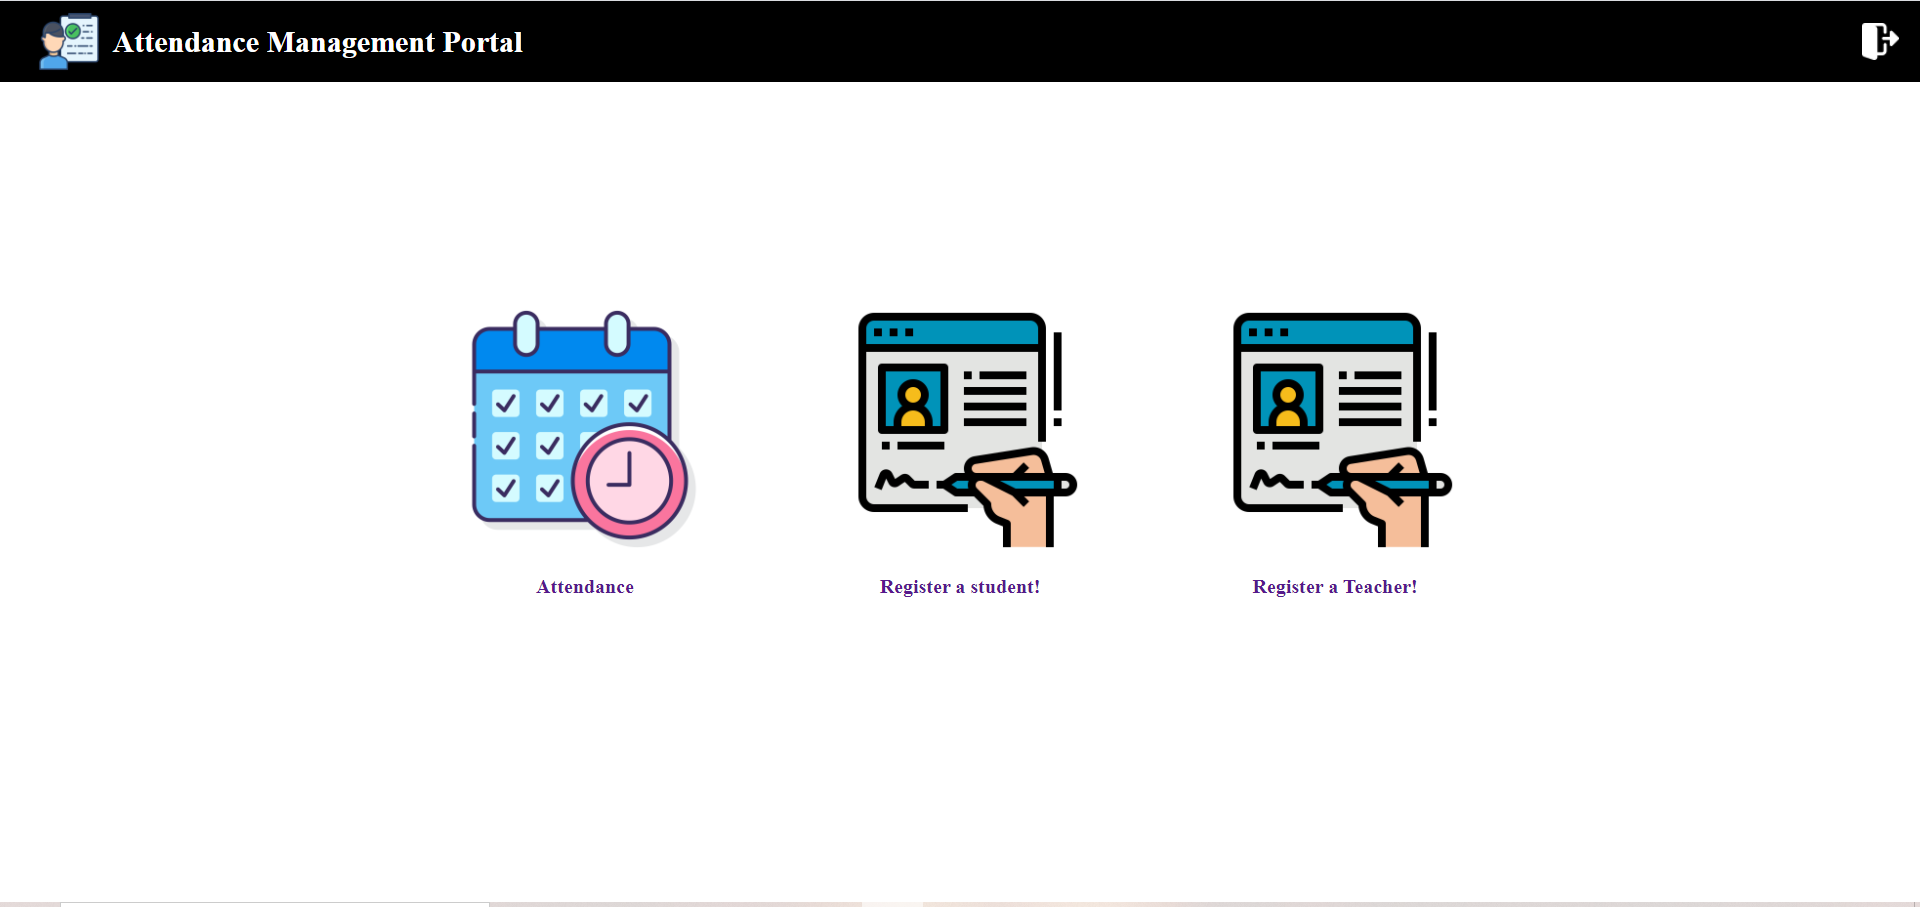 Attendance Management Portal
Attendance
Register a student!
Register a Teacher!